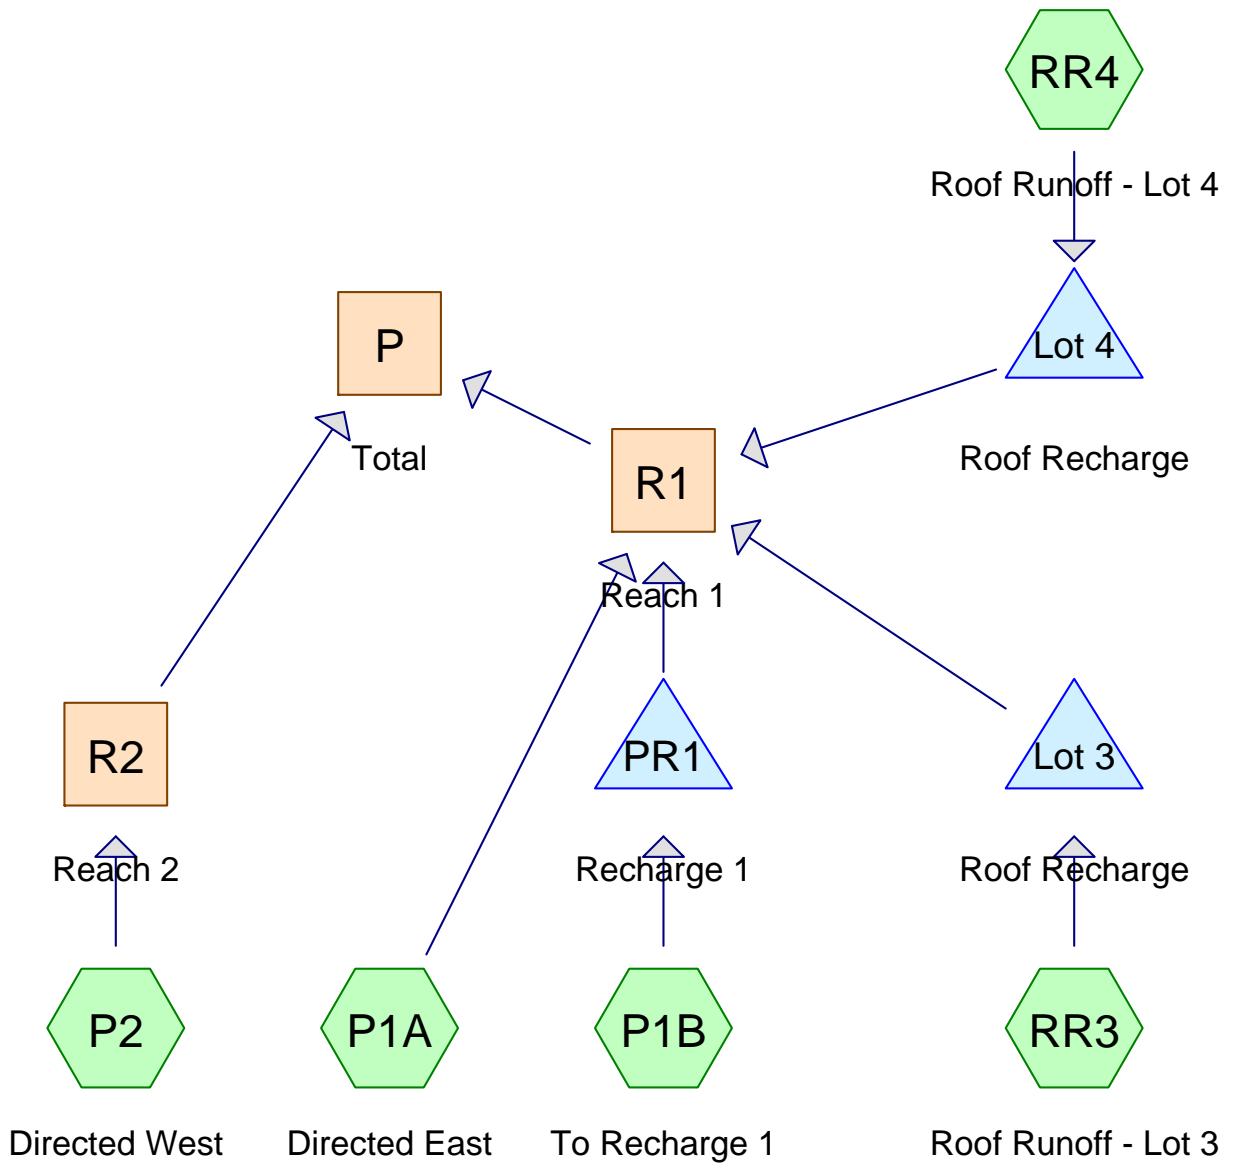 RR4
Roof Runoff - Lot 4
P
Total
Lot 4
Roof Recharge
R1
Reach 1
R2
Reach 2
PR1
Recharge 1
Lot 3
Roof Recharge
P2
Directed West
P1A
Directed East
P1B
To Recharge 1
RR3
Roof Runoff - Lot 3